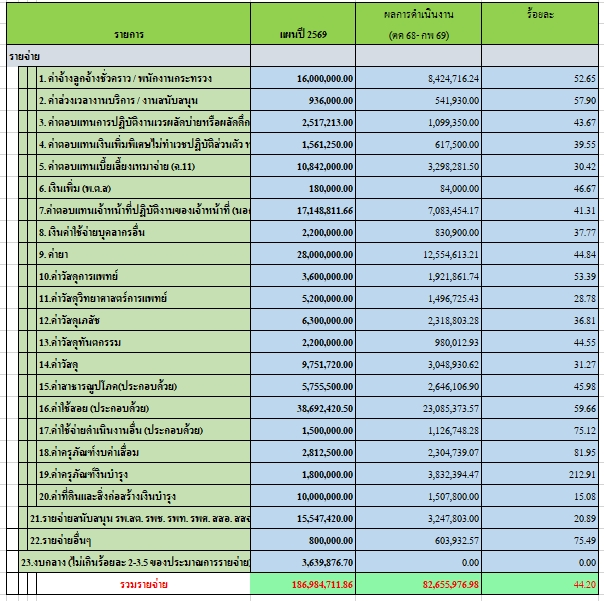 รายการ แผนปี 2569 ผลการดำเนินงาน (ตค 68- กพ 69) ร้อยละ
รายจ่าย
1. ค่าจ้างลูกจ้างชั่วคราว / พนักงานกระทรวง 16,000,000.00 8,424,716.24 52.65
2. ค่าล่วงเวลางานบริการ / งานสนับสนุน 936,000.00 541,930.00 57.90
3. ค่าตอบแทนการปฏิบัติงานเวรผลัดบ่ายหรือผลัดดึก 2,517,213.00 1,099,350.00 43.67
4. ค่าตอบแทนเงินเพิ่มพิเศษไม่ทำเวชปฏิบัติส่วนตัว 1,561,250.00 617,500.00 39.55
5. ค่าตอบแทนเบี้ยเลี้ยงเหมาจ่าย (ฉ.11) 10,842,000.00 3,298,281.50 30.42
6. เงินเพิ่ม (พ.ต.ส) 180,000.00 84,000.00 46.67
7.ค่าตอบแทนเจ้าหน้าที่ปฏิบัติงานของเจ้าหน้าที่ (นอก 17,148,811.66 7,083,454.17 41.31
8. เงินค่าใช้จ่ายบุคลากรอื่น 2,200,000.00 830,900.00 37.77
9. ค่ายา 28,000,000.00 12,554,613.21 44.84
10.ค่าวัสดุการแพทย์ 3,600,000.00 1,921,861.74 53.39
11.ค่าวัสดุวิทยาศาสตร์การแพทย์ 5,200,000.00 1,496,725.43 28.78
12.ค่าวัสดุเภสัช 6,300,000.00 2,318,803.28 36.81
13.ค่าวัสดุทันตกรรม 2,200,000.00 980,012.93 44.55
14.ค่าวัสดุ 9,751,720.00 3,048,930.62 31.27
15.ค่าสาธารณูปโภค(ประกอบด้วย) 5,755,500.00 2,646,106.90 45.98
16.ค่าใช้สอย (ประกอบด้วย) 38,692,420.50 23,085,373.57 59.66
17.ค่าใช้จ่ายดำเนินงานอื่น (ประกอบด้วย) 1,500,000.00 1,126,748.28 75.12
18.ค่าครุภัณฑ์งบค่าเสื่อม 2,812,500.00 2,304,739.07 81.95
19.ค่าครุภัณฑ์เงินบำรุง 1,800,000.00 3,832,394.47 212.91
20.ค่าที่ดินและสิ่งก่อสร้างเงินบำรุง 10,000,000.00 1,507,800.00 15.08
21.รายจ่ายสนับสนุน รพ.สต. รพช. รพท. รพศ. สสอ. สสจ 15,547,420.00 3,247,803.00 20.89
22.รายจ่ายอื่นๆ 800,000.00 603,932.57 75.49
23.งบกลาง (ไม่เกินร้อยละ 2-3.5 ของประมาณการรายจ่าย) 3,639,876.70 0.00 0.00
รวมรายจ่าย 186,984,711.86 82,655,976.98 44.20